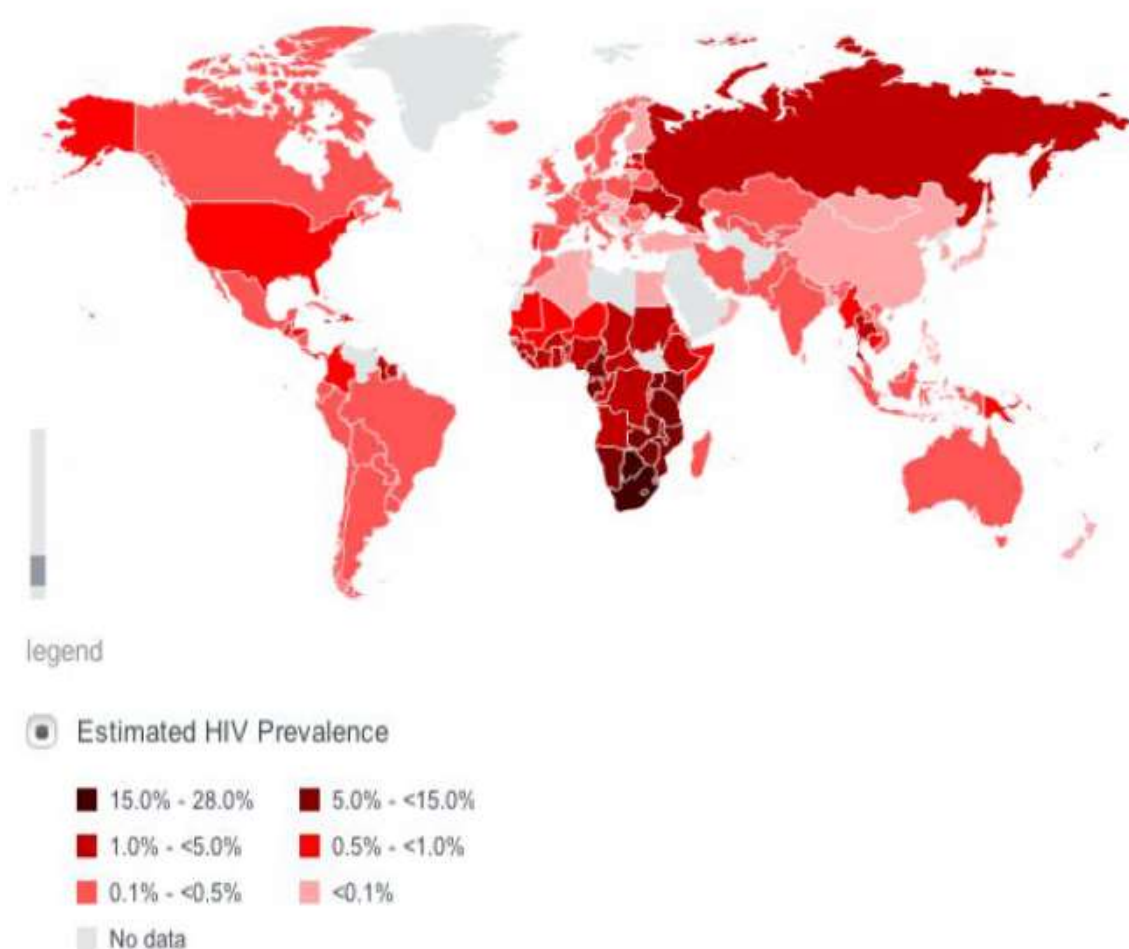 legend
Estimated HIV Prevalence
15.0% - 28.0% 5.0% - <15.0%
1.0% - <5.0% 0.5% - <1.0%
0.1% - <0.5% <0.1%
No data